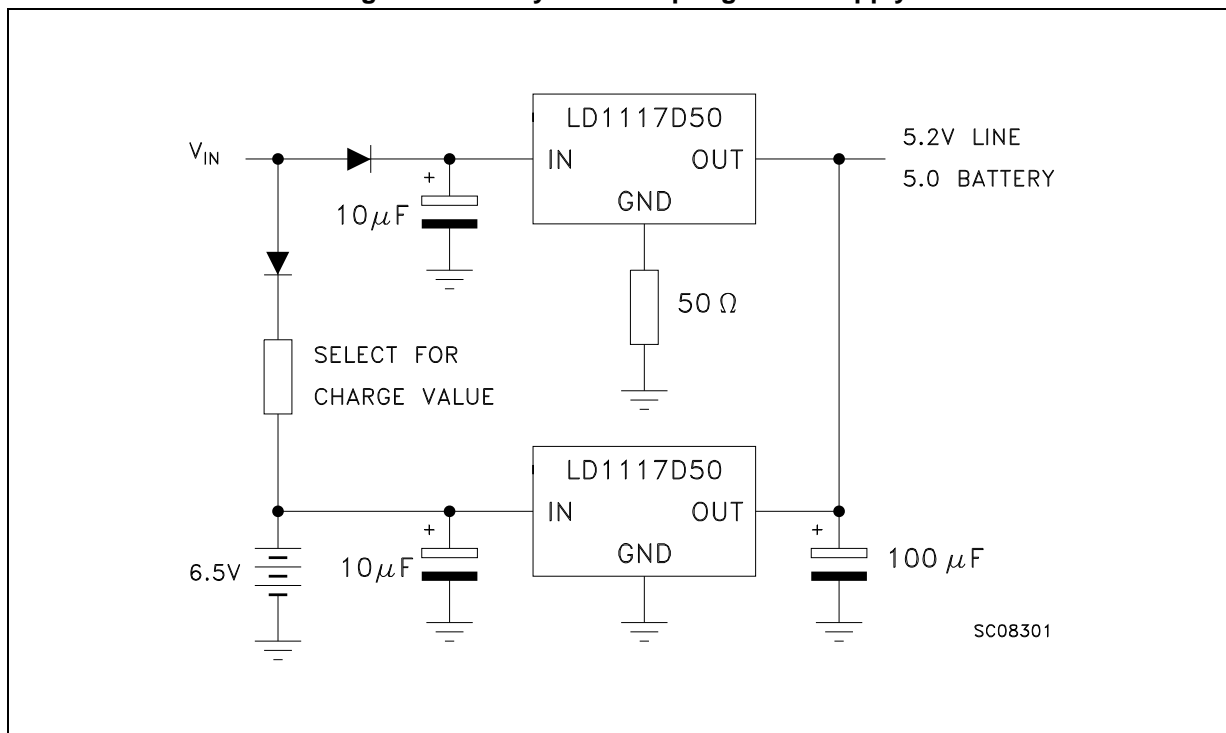 LD1117D50
V_IN
IN
OUT
GND
5.2V LINE
5.0 BATTERY
10μF
50 Ω
SELECT FOR
CHARGE VALUE
LD1117D50
IN
OUT
GND
6.5V
10μF
100 μF
SC08301